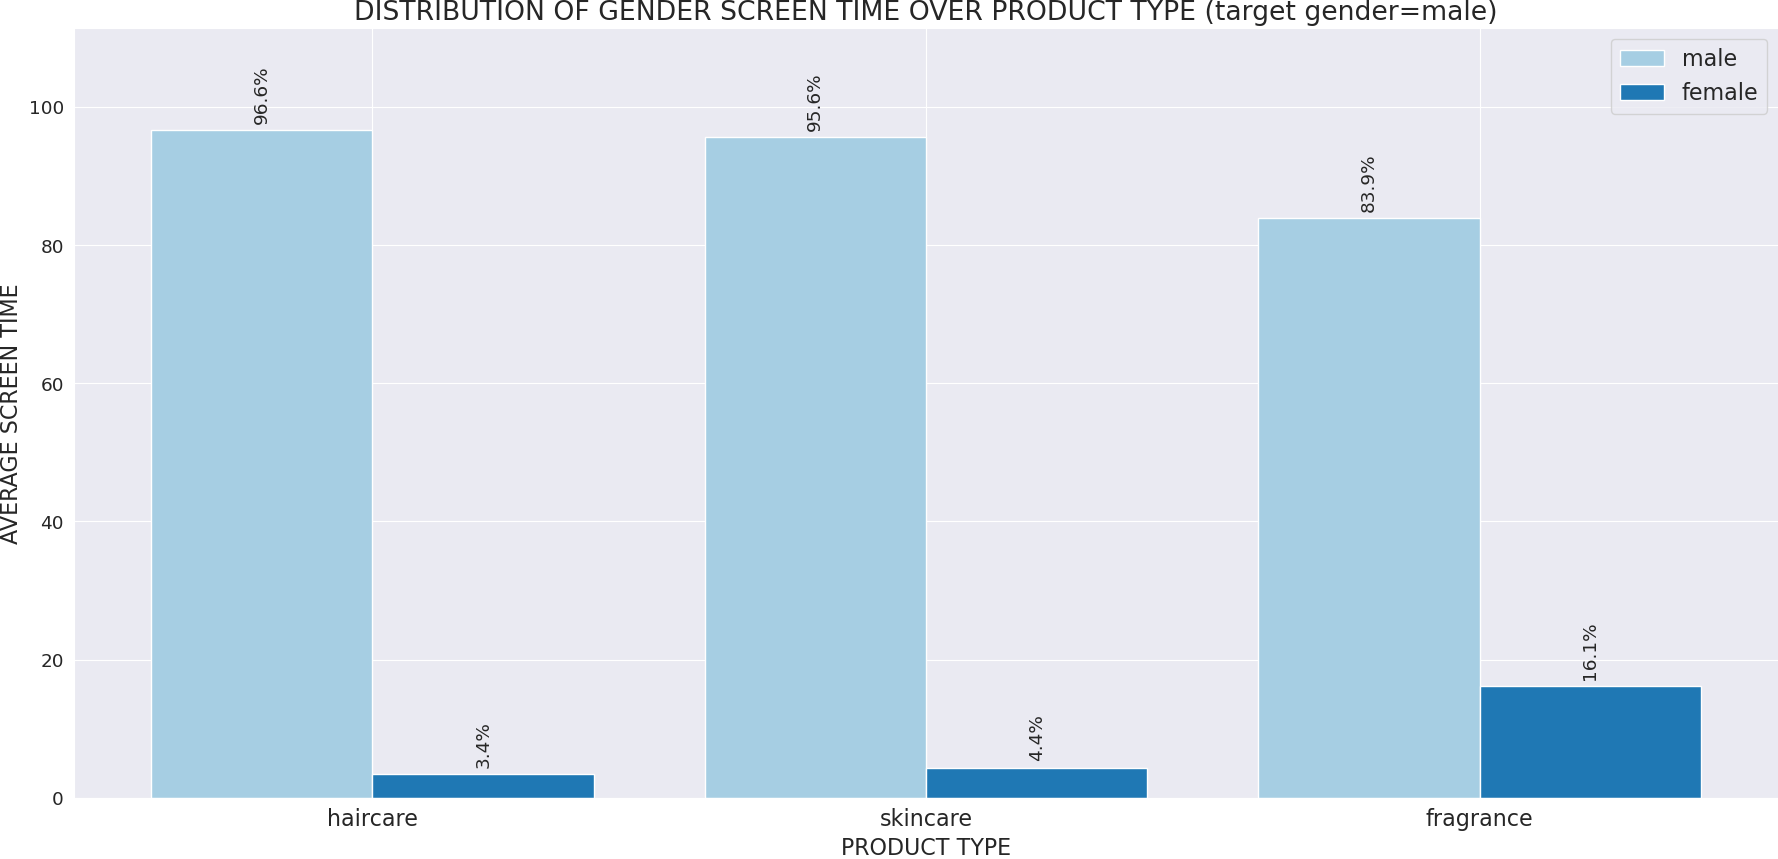 DISTRIBUTION OF GENDER SCREEN TIME OVER PRODUCT TYPE (target gender=male)
male
female
AVERAGE SCREEN TIME
100
80
60
40
20
0
96.6%
3.4%
95.6%
4.4%
83.9%
16.1%
haircare
skincare
fragrance
PRODUCT TYPE